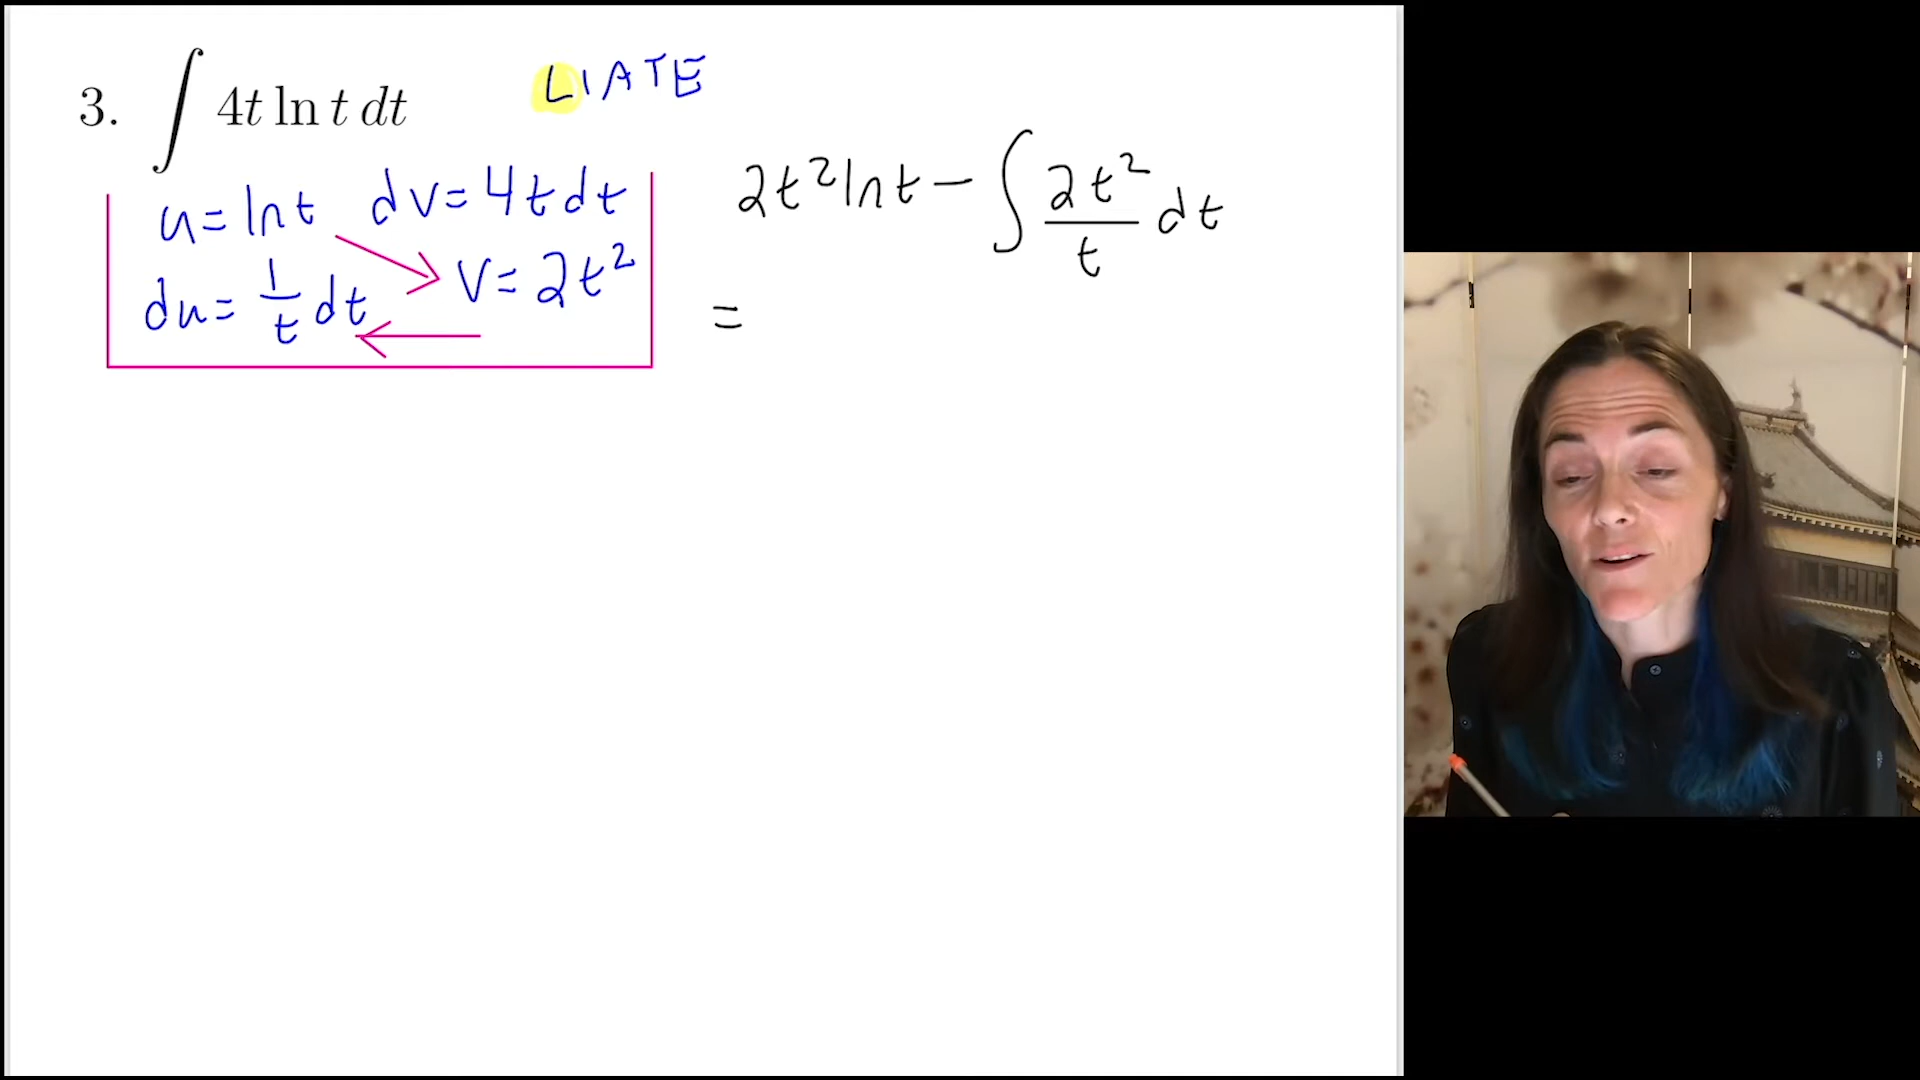 3. ∫ 4t ln t dt
LIATE
u = ln t dv = 4t dt
du = 1/t dt v = 2t²
2t² ln t − ∫ 2t²/t dt
=